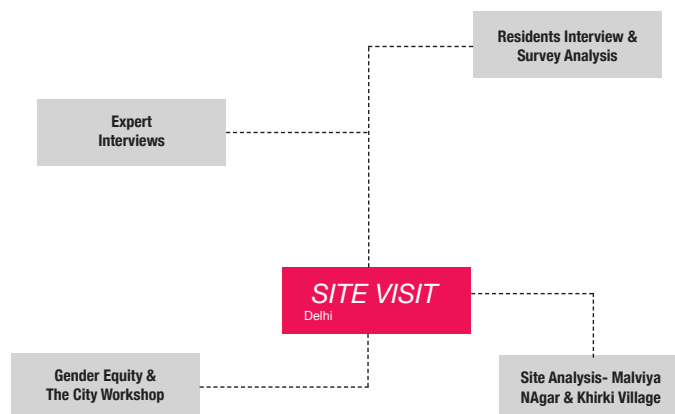 Residents Interview &
Survey Analysis
Expert
Interviews
SITE VISIT
Delhi
Gender Equity &
The City Workshop
Site Analysis- Malviya
NAgar & Khirki Village